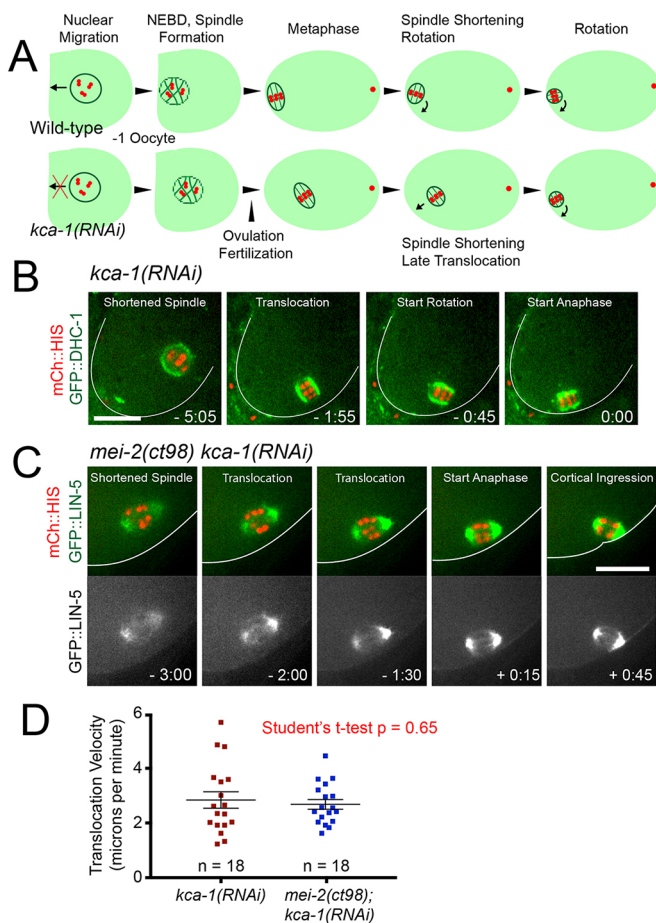 A
Nuclear
Migration
NEBD, Spindle
Formation
Metaphase
Spindle Shortening
Rotation
Rotation
Wild-type
-1 Oocyte
kca-1(RNAi)
Ovulation
Fertilization
Spindle Shortening
Late Translocation
B
kca-1(RNAi)
mCh::HIS
GFP::DHC-1
Shortened Spindle
Translocation
Start Rotation
Start Anaphase
- 5:05
- 1:55
- 0:45
0:00
C
mei-2(ct98) kca-1(RNAi)
mCh::HIS
GFP::LIN-5
Shortened Spindle
Translocation
Translocation
Start Anaphase
Cortical Ingression
GFP::LIN-5
- 3:00
- 2:00
- 1:30
+ 0:15
+ 0:45
D
Translocation Velocity
(microns per minute)
6
4
2
0
Student's t-test p = 0.65
n = 18
n = 18
kca-1(RNAi)
mei-2(ct98);
kca-1(RNAi)